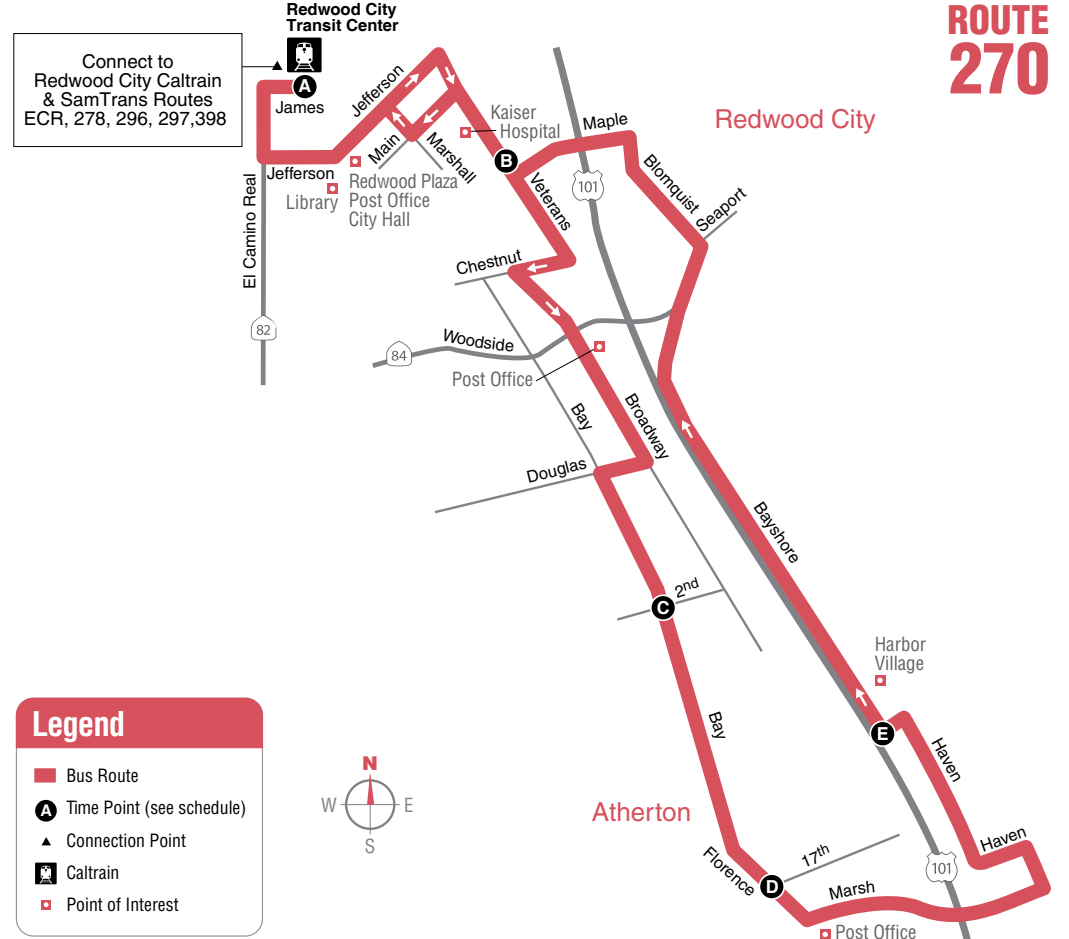 Redwood City
Transit Center
ROUTE
270
Connect to
Redwood City Caltrain
& SamTrans Routes
ECR, 278, 296, 297,398
A
James
Jefferson
Jefferson
Main
Marshall
Kaiser
Hospital
B
Maple
Redwood City
101
Blomquist
Seaport
Veterans
Library
Redwood Plaza
Post Office
City Hall
El Camino Real
82
Chestnut
84
Woodside
Post Office
Bay
Broadway
Douglas
Bayshore
C
2nd
Harbor
Village
E
Bay
Haven
Haven
Atherton
Florence
D
17th
Marsh
101
Post Office
N
W
E
S
Legend
Bus Route
A
Time Point (see schedule)
Connection Point
Caltrain
Point of Interest